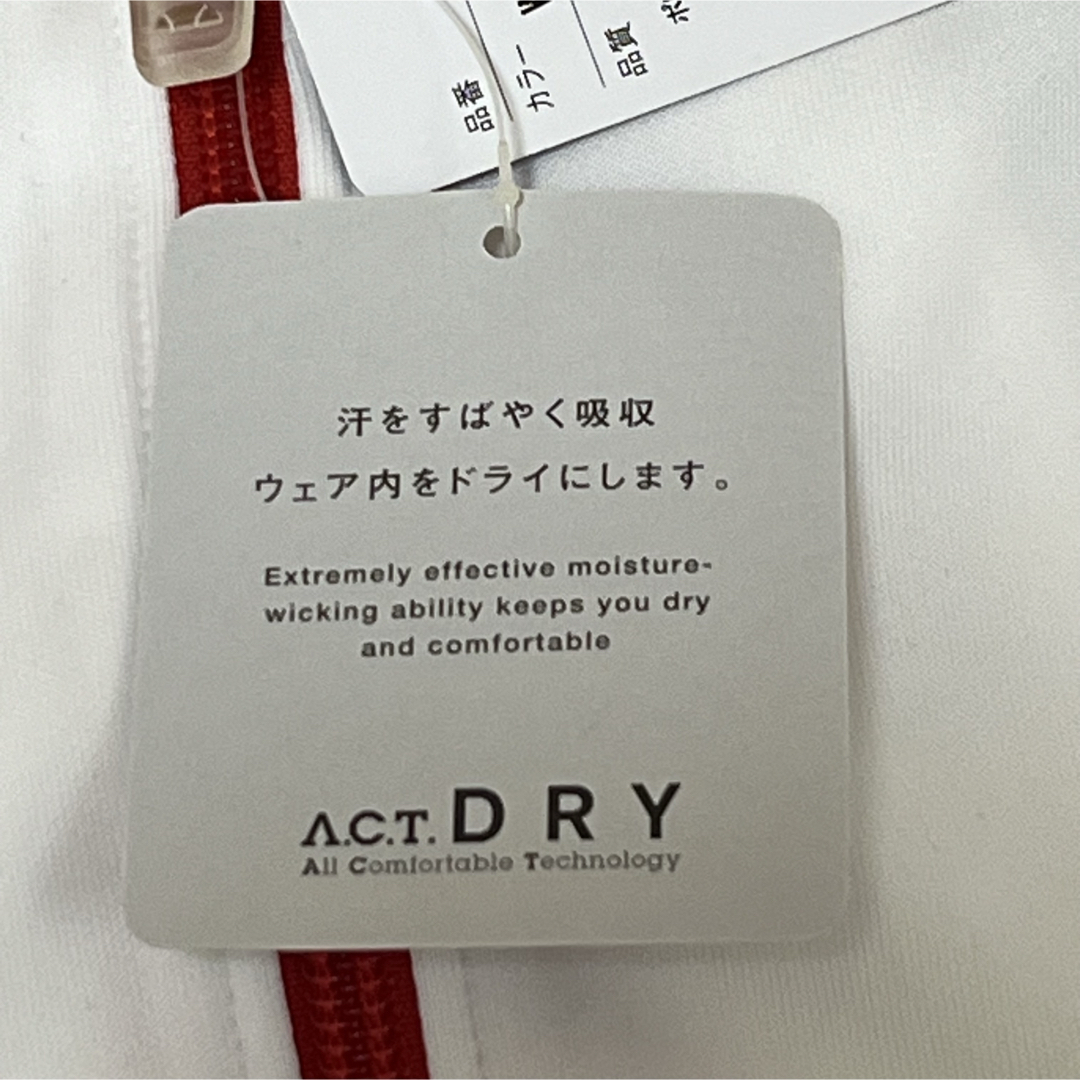 品番
カラー
品質
汗をすばやく吸収
ウェア内をドライにします。
Extremely effective moisture-
wicking ability keeps you dry
and comfortable
A.C.T. DRY
All Comfortable Technology